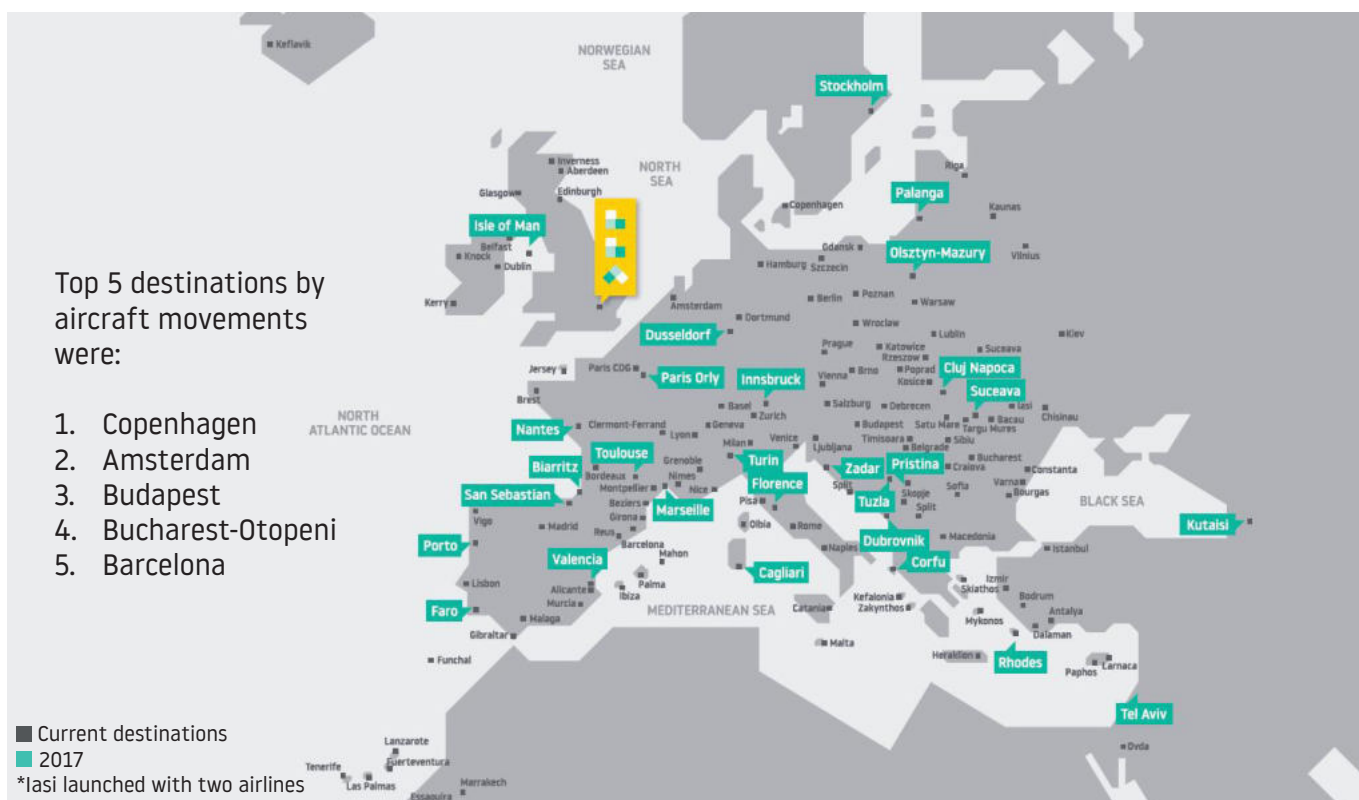 Keflavik
NORWEGIAN
SEA
Stockholm
Inverness
Aberdeen
NORTH
SEA
Riga
Glasgow
Edinburgh
Copenhagen
Palanga
Kaunas
Isle of Man
Belfast
Knock
Dublin
Gdansk
Hamburg
Szczecin
Olsztyn-Mazury
Vilnius
Top 5 destinations by
aircraft movements
were:
1. Copenhagen
2. Amsterdam
3. Budapest
4. Bucharest-Otopeni
5. Barcelona
Kerry
Amsterdam
Berlin
Poznan
Warsaw
Dortmund
Dusseldorf
Wroclaw
Lublin
Kiev
Prague
Katowice
Rzeszow
Suceava
Jersey
Paris CDG
Paris Orly
Innsbruck
Vienna
Brno
Poprad
Kosice
Cluj Napoca
Suceava
Brest
Basel
Zurich
Salzburg
Debrecen
Iasi
Chisinau
NORTH
ATLANTIC OCEAN
Nantes
Clermont-Ferrand
Lyon
Geneva
Milan
Venice
Ljubljana
Budapest
Satu Mare
Targu Mures
Bacau
Timisoara
Belgrade
Sibiu
Toulouse
Biarritz
Bordeaux
Grenoble
Nimes
Nice
Turin
Zadar
Pristina
Craiova
Bucharest
Constanta
San Sebastian
Montpellier
Beziers
Marseille
Florence
Pisa
Split
Tuzla
Skopje
Split
Sofia
Varna
Bourgas
BLACK SEA
Kutaisi
Vigo
Madrid
Girona
Reus
Barcelona
Olbia
Rome
Dubrovnik
Macedonia
Istanbul
Porto
Valencia
Mahon
Naples
Corfu
Cagliari
Lisbon
Alicante
Ibiza
Palma
Izmir
Skiathos
Bodrum
Antalya
Faro
Murcia
Malaga
MEDITERRANEAN SEA
Catania
Kefalonia
Zakynthos
Mykonos
Dalaman
Gibraltar
Malta
Heraklion
Rhodes
Funchal
Paphos
Larnaca
Tel Aviv
Ovda
Current destinations
2017
*Iasi launched with two airlines
Lanzarote
Fuerteventura
Tenerife
Las Palmas
Marrakech
Essaouira